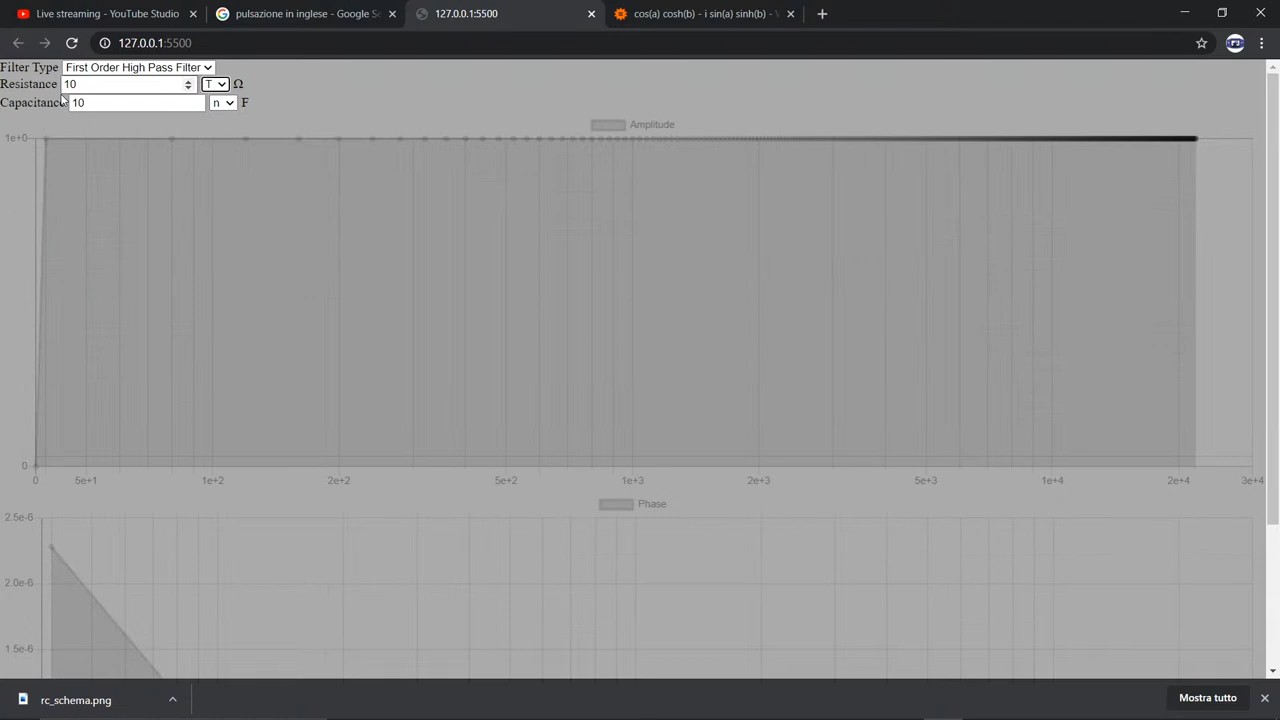 Live streaming - YouTube Studio
pulsazione in inglese - Google Se
127.0.0.1:5500
cos(a) cosh(b) - i sin(a) sinh(b) -
127.0.0.1:5500
Filter Type First Order High Pass Filter
Resistance 10 T Ω
Capacitance 10 n F
Amplitude
1e+0
0
0 5e+1 1e+2 2e+2 5e+2 1e+3 2e+3 5e+3 1e+4 2e+4 3e+4
Phase
2.5e-6
2.0e-6
1.5e-6
rc_schema.png
Mostra tutto